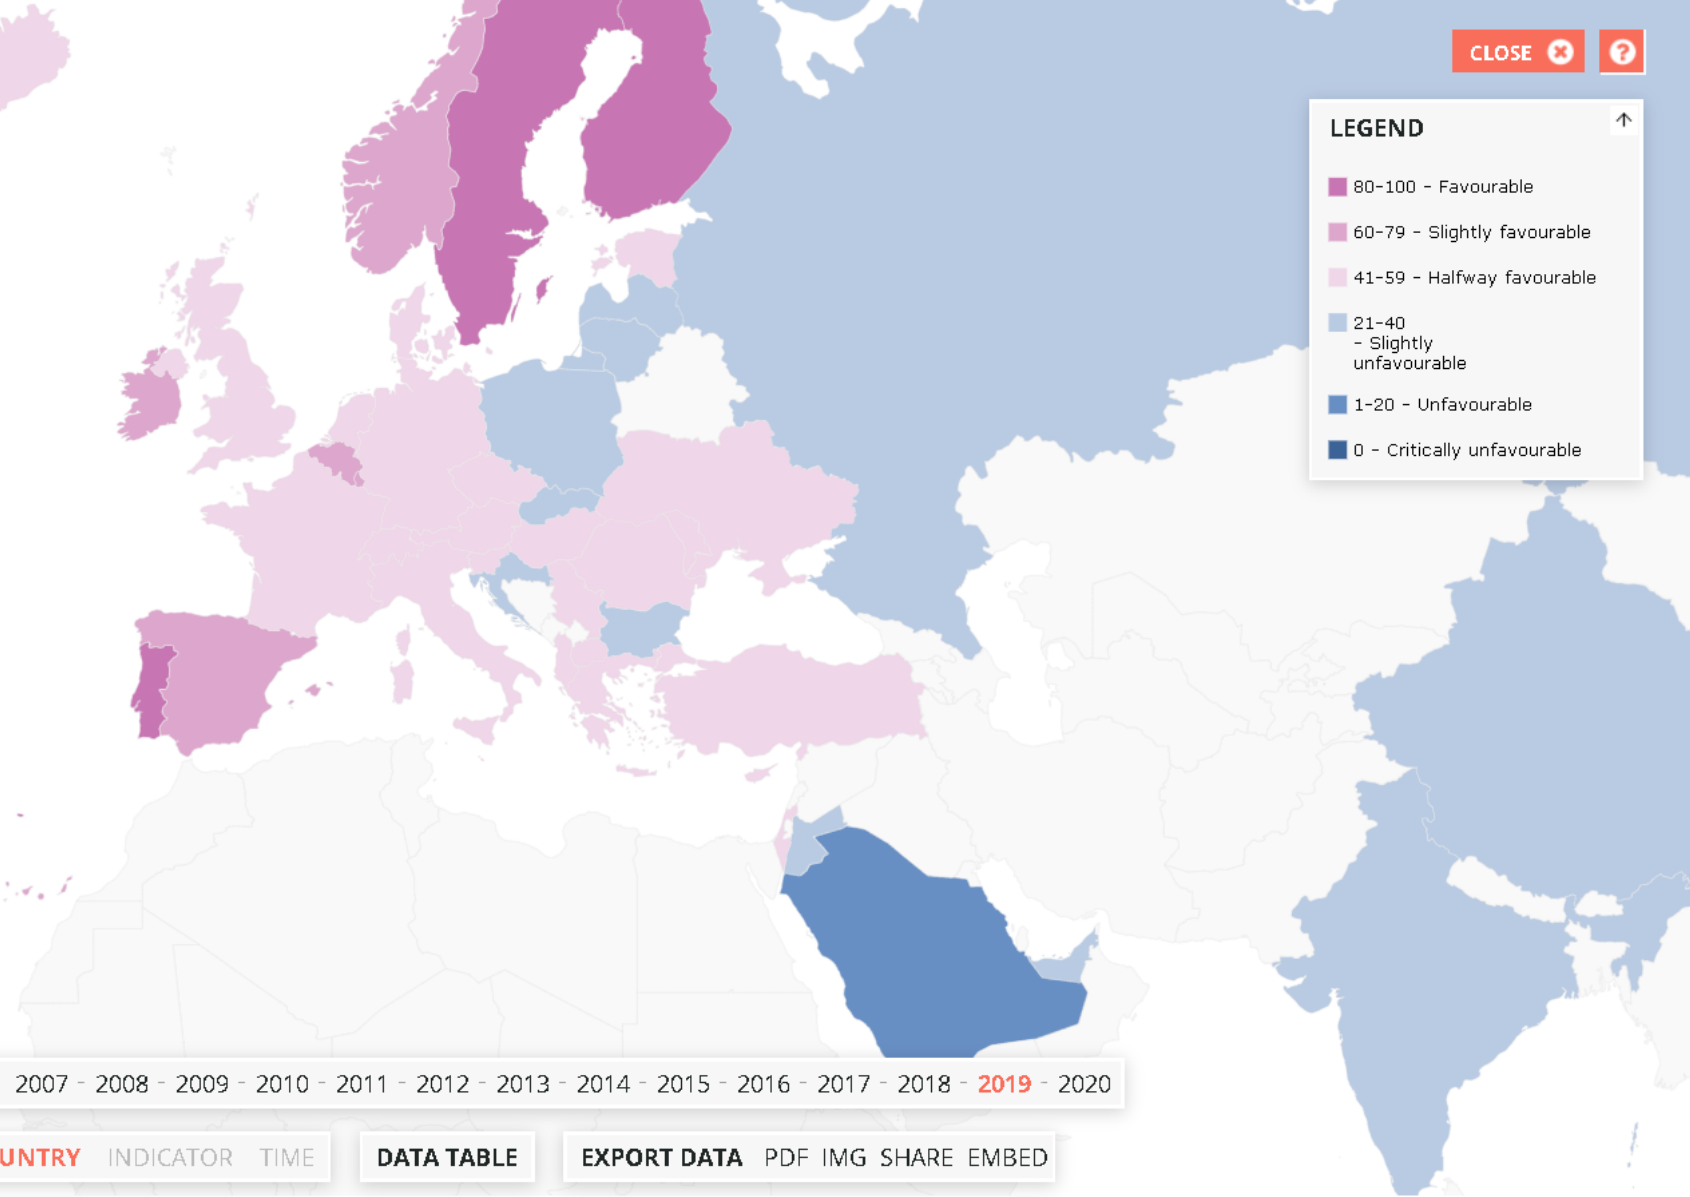 CLOSE ?
LEGEND
80-100 - Favourable
60-79 - Slightly favourable
41-59 - Halfway favourable
21-40
- Slightly
unfavourable
1-20 - Unfavourable
0 - Critically unfavourable
2007 - 2008 - 2009 - 2010 - 2011 - 2012 - 2013 - 2014 - 2015 - 2016 - 2017 - 2018 - 2019 - 2020
UNTRY INDICATOR TIME DATA TABLE EXPORT DATA PDF IMG SHARE EMBED